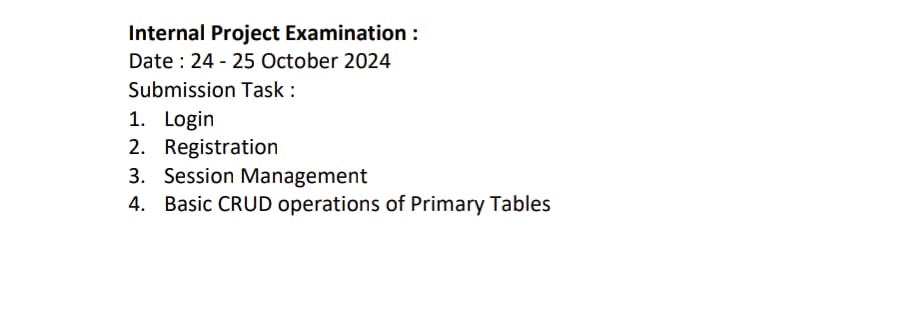 Internal Project Examination :
Date : 24 - 25 October 2024
Submission Task :
1. Login
2. Registration
3. Session Management
4. Basic CRUD operations of Primary Tables